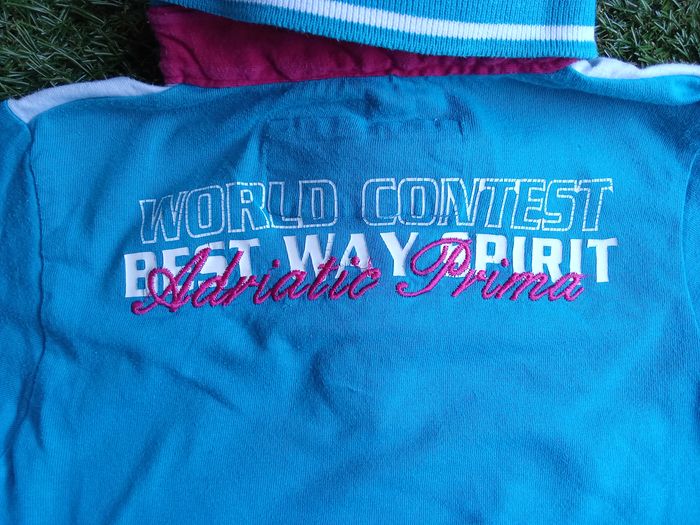 WORLD CONTEST
BEST WAY SPIRIT
Adriatic Prima